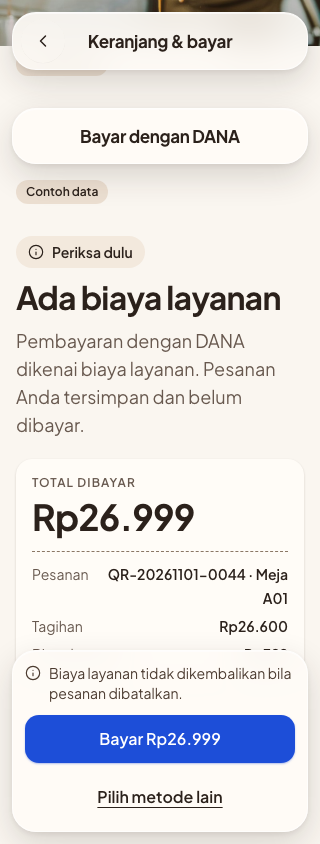 Keranjang & bayar
Bayar dengan DANA
Contoh data
Periksa dulu
Ada biaya layanan
Pembayaran dengan DANA
dikenai biaya layanan. Pesanan
Anda tersimpan dan belum
dibayar.
TOTAL DIBAYAR
Rp26.999
Pesanan QR-20261101-0044 · Meja
A01
Tagihan Rp26.600
Biaya layanan tidak dikembalikan bila
pesanan dibatalkan.
Bayar Rp26.999
Pilih metode lain